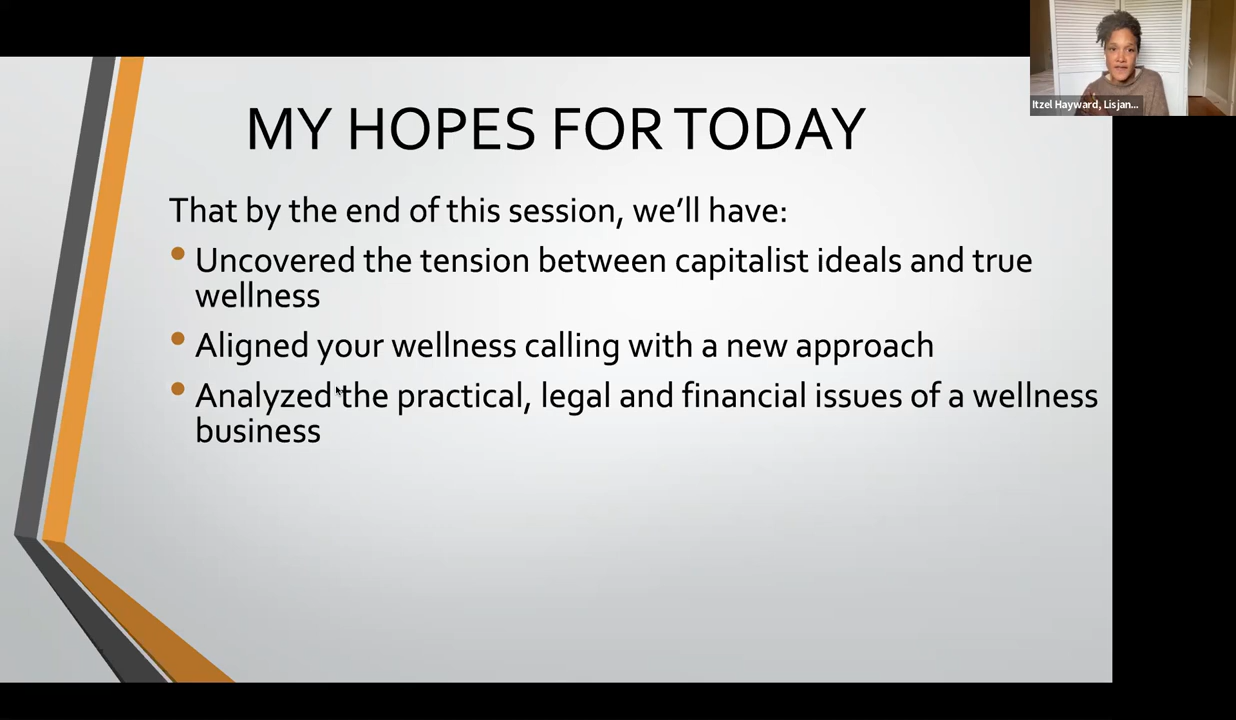 MY HOPES FOR TODAY
Itzel Hayward, Lisjan...
That by the end of this session, we’ll have:
• Uncovered the tension between capitalist ideals and true
wellness
• Aligned your wellness calling with a new approach
• Analyzed the practical, legal and financial issues of a wellness
business